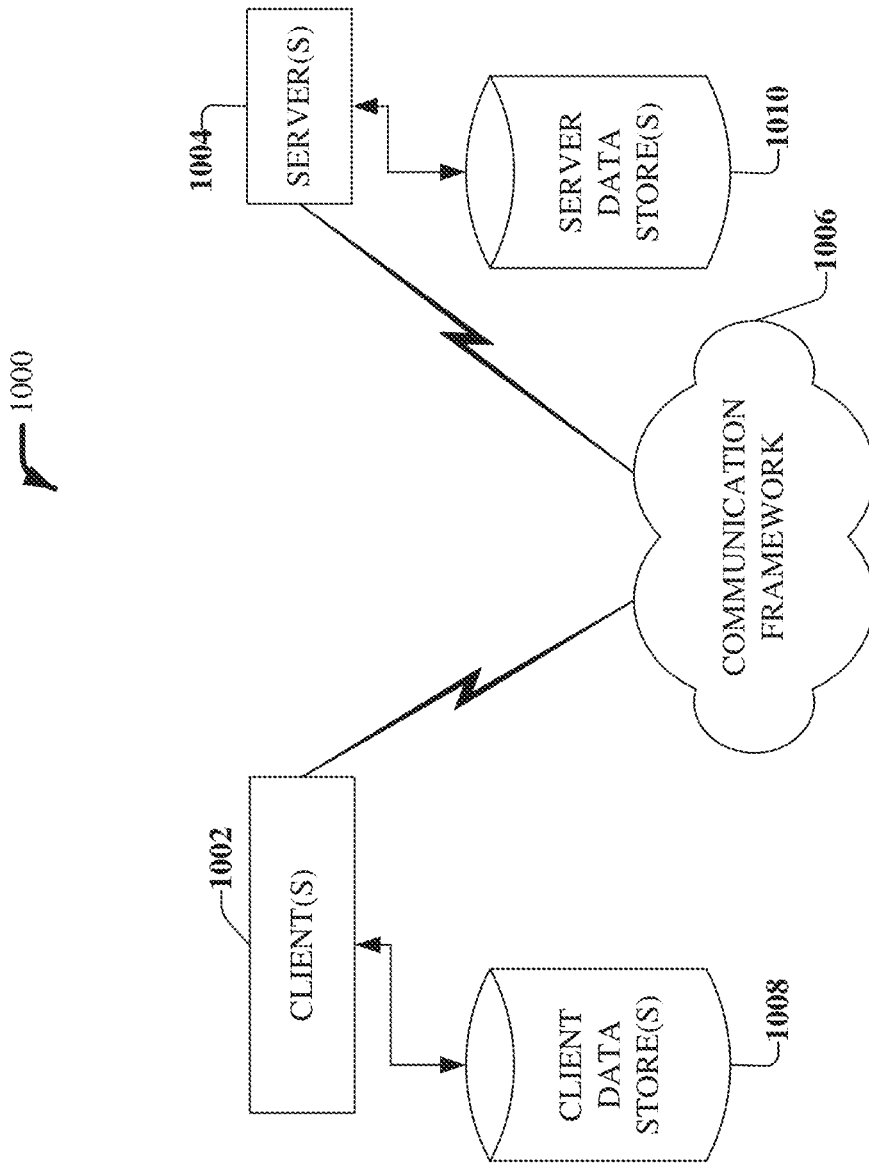 1000
1002
CLIENT(S)
1004
SERVER(S)
CLIENT
DATA
STORE(S)
1008
COMMUNICATION
FRAMEWORK
1006
SERVER
DATA
STORE(S)
1010